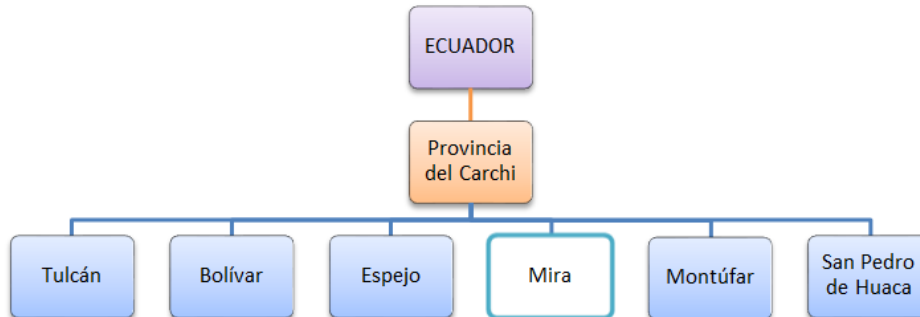 ECUADOR
Provincia
del Carchi
Tulcán
Bolívar
Espejo
Mira
Montúfar
San Pedro
de Huaca